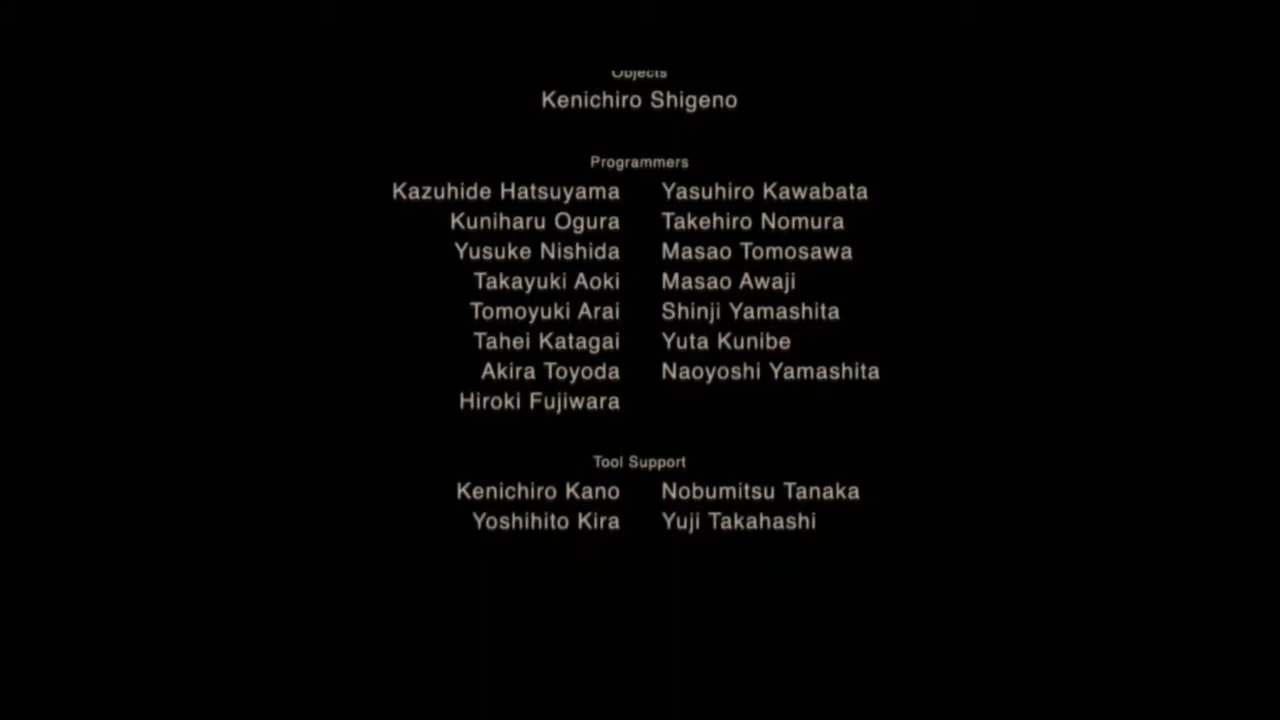 Objects
Kenichiro Shigeno
Programmers
Kazuhide Hatsuyama Yasuhiro Kawabata
Kuniharu Ogura Takehiro Nomura
Yusuke Nishida Masao Tomosawa
Takayuki Aoki Masao Awaji
Tomoyuki Arai Shinji Yamashita
Tahei Katagai Yuta Kunibe
Akira Toyoda Naoyoshi Yamashita
Hiroki Fujiwara
Tool Support
Kenichiro Kano Nobumitsu Tanaka
Yoshihito Kira Yuji Takahashi